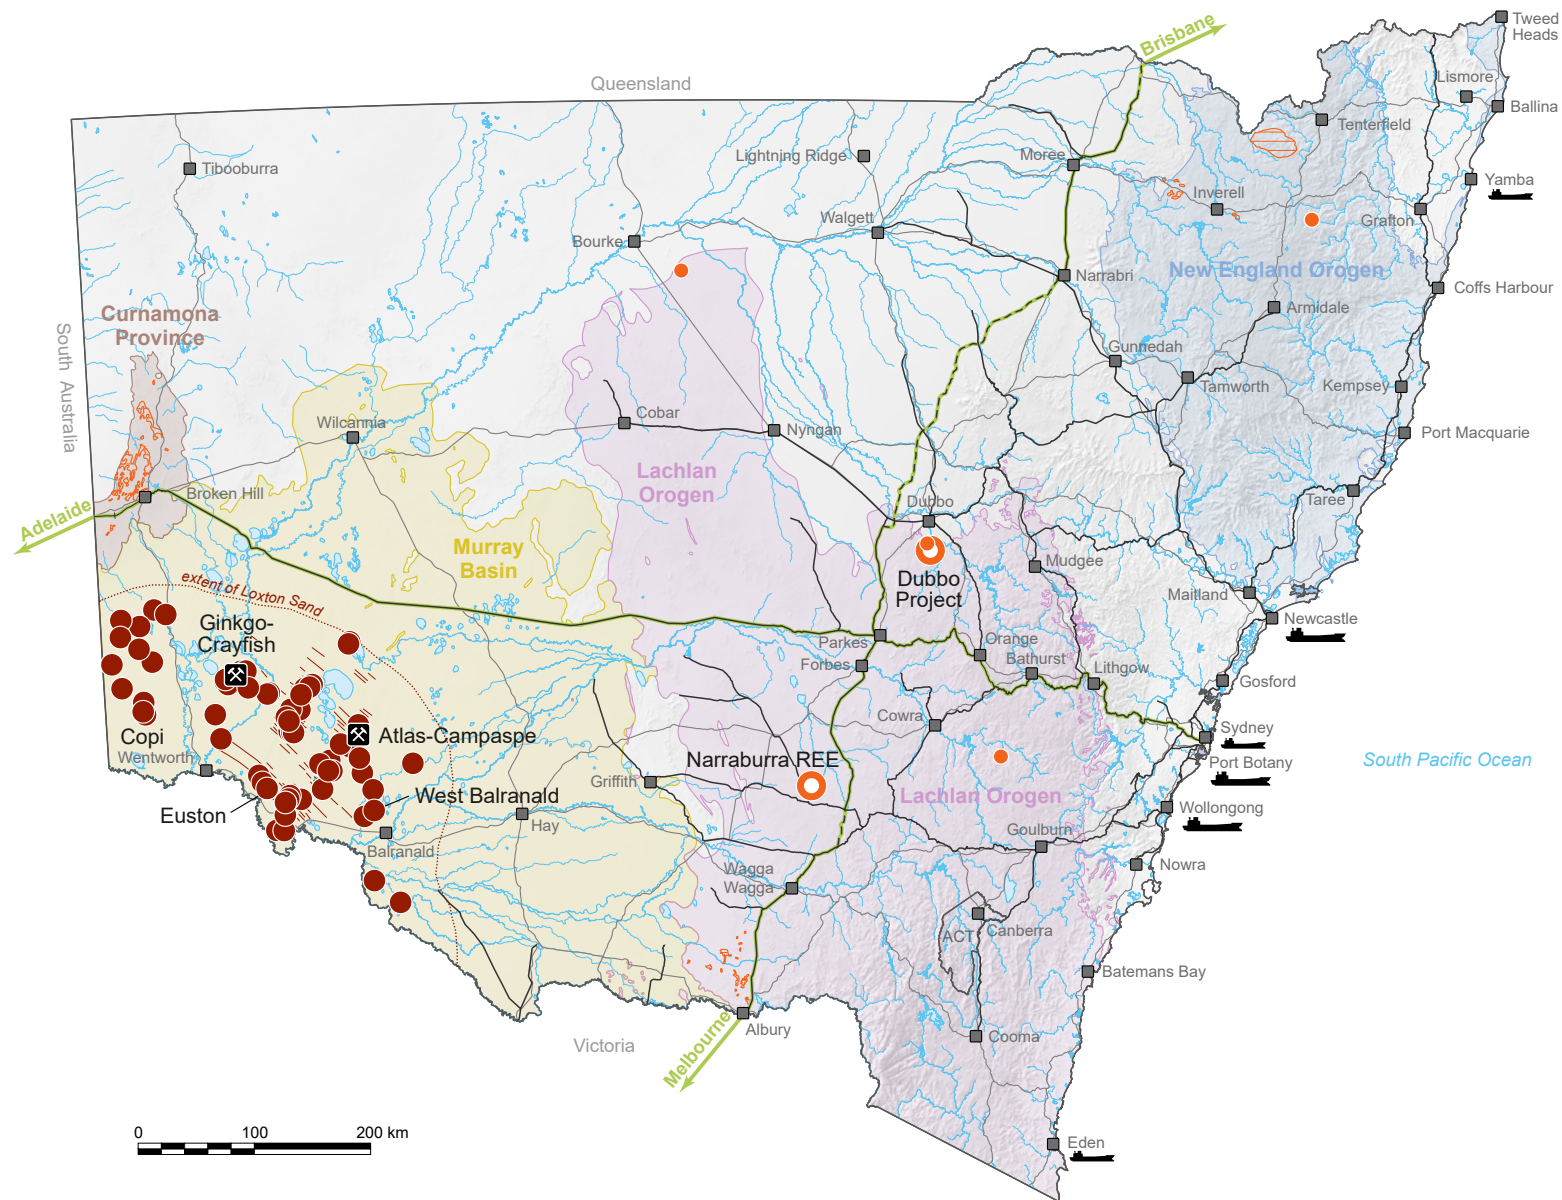 Tweed
Heads
Brisbane
Queensland
Lismore
Ballina
Tenterfield
Lightning Ridge
Moree
Tibooburra
Yamba
Inverell
Grafton
Walgett
Bourke
New England Orogen
Narrabri
Coffs Harbour
Curnamona
Province
Armidale
South Australia
Gunnedah
Tamworth
Kempsey
Cobar
Wilcannia
Nyngan
Port Macquarie
Lachlan
Orogen
Broken Hill
Taree
Dubbo
Adelaide
Murray
Basin
Mudgee
extent of Loxton Sand
Dubbo
Project
Maitland
Ginkgo-
Crayfish
Newcastle
Parkes
Orange
Forbes
Bathurst
Lithgow
Gosford
Cowra
Copi
Atlas-Campaspe
Sydney
Wentworth
Narraburra REE
Port Botany
South Pacific Ocean
Griffith
West Balranald
Lachlan Orogen
Wollongong
Euston
Hay
Goulburn
Balranald
Nowra
Wagga
Wagga
ACT
Canberra
Batemans Bay
Albury
Melbourne
Victoria
Cooma
0 100 200 km
Eden